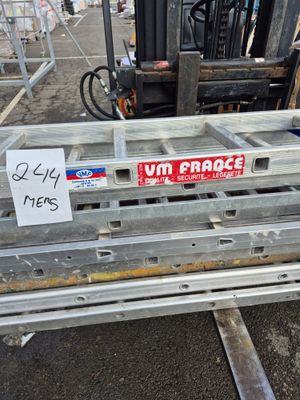 244
MERS
VM FRANCE
QUALITE - SECURITE - LEGERETE